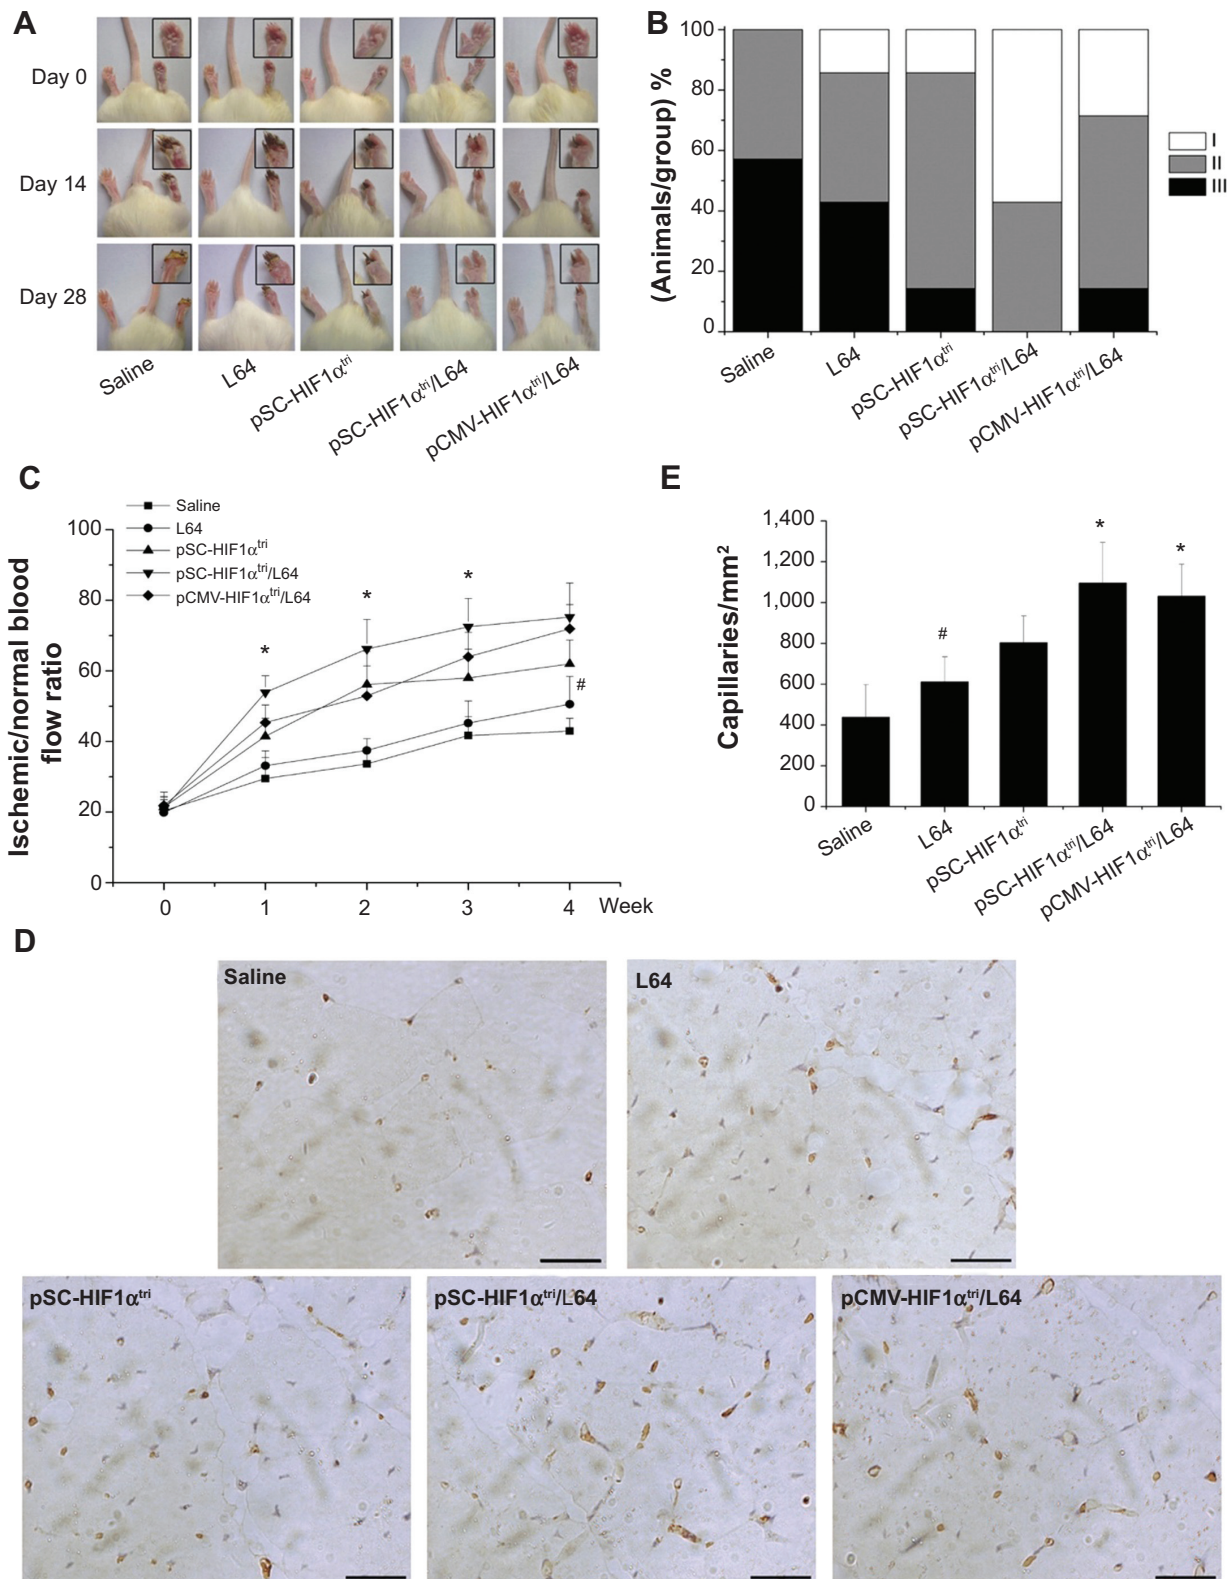 A
Day 0
Day 14
Day 28
Saline
L64
pSC-HIF1α^tri
pSC-HIF1α^tri/L64
pCMV-HIF1α^tri/L64
B
(Animals/group) %
100
80
60
40
20
0
Saline
L64
pSC-HIF1α^tri
pSC-HIF1α^tri/L64
pCMV-HIF1α^tri/L64
I
II
III
C
Saline
L64
pSC-HIF1α^tri
pSC-HIF1α^tri/L64
pCMV-HIF1α^tri/L64
Ischemic/normal blood
flow ratio
100
80
60
40
20
0
*
*
*
#
0 1 2 3 4 Week
E
Capillaries/mm²
1,400
1,200
1,000
800
600
400
200
0
#
*
*
Saline
L64
pSC-HIF1α^tri
pSC-HIF1α^tri/L64
pCMV-HIF1α^tri/L64
D
Saline
L64
pSC-HIF1α^tri
pSC-HIF1α^tri/L64
pCMV-HIF1α^tri/L64